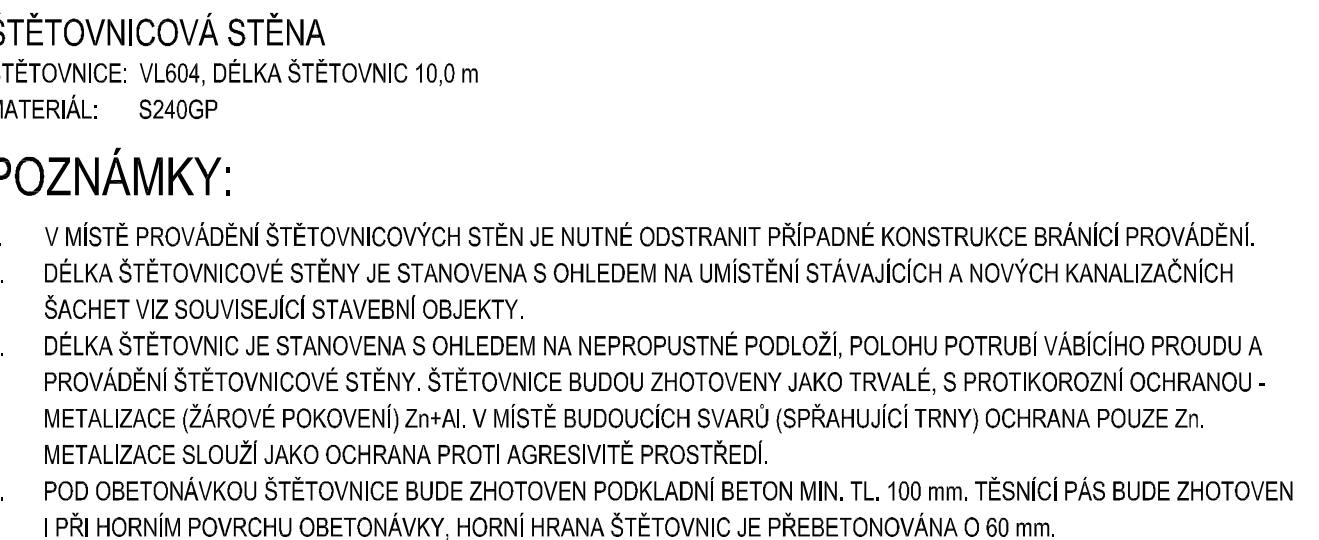 ŠTĚTOVNICOVÁ STĚNA
ŠTĚTOVNICE: VL604, DÉLKA ŠTĚTOVNIC 10,0 m
MATERIÁL: S240GP
POZNÁMKY:
. V MÍSTĚ PROVÁDĚNÍ ŠTĚTOVNICOVÝCH STĚN JE NUTNÉ ODSTRANIT PŘÍPADNÉ KONSTRUKCE BRÁNÍCÍ PROVÁDĚNÍ.
. DÉLKA ŠTĚTOVNICOVÉ STĚNY JE STANOVENA S OHLEDEM NA UMÍSTĚNÍ STÁVAJÍCÍCH A NOVÝCH KANALIZAČNÍCH
ŠACHET VIZ SOUVISEJÍCÍ STAVEBNÍ OBJEKTY.
. DÉLKA ŠTĚTOVNIC JE STANOVENA S OHLEDEM NA NEPROPUSTNÉ PODLOŽÍ, POLOHU POTRUBÍ VÁBÍCÍHO PROUDU A
PROVÁDĚNÍ ŠTĚTOVNICOVÉ STĚNY. ŠTĚTOVNICE BUDOU ZHOTOVENY JAKO TRVALÉ, S PROTIKOROZNÍ OCHRANOU -
METALIZACE (ŽÁROVÉ POKOVENÍ) Zn+Al. V MÍSTĚ BUDOUCÍCH SVARŮ (SPŘAHUJÍCÍ TRNY) OCHRANA POUZE Zn.
METALIZACE SLOUŽÍ JAKO OCHRANA PROTI AGRESIVITĚ PROSTŘEDÍ.
. POD OBETONÁVKOU ŠTĚTOVNICE BUDE ZHOTOVEN PODKLADNÍ BETON MIN. TL. 100 mm. TĚSNÍCÍ PÁS BUDE ZHOTOVEN
I PŘI HORNÍM POVRCHU OBETONÁVKY, HORNÍ HRANA ŠTĚTOVNIC JE PŘEBETONOVÁNA O 60 mm.